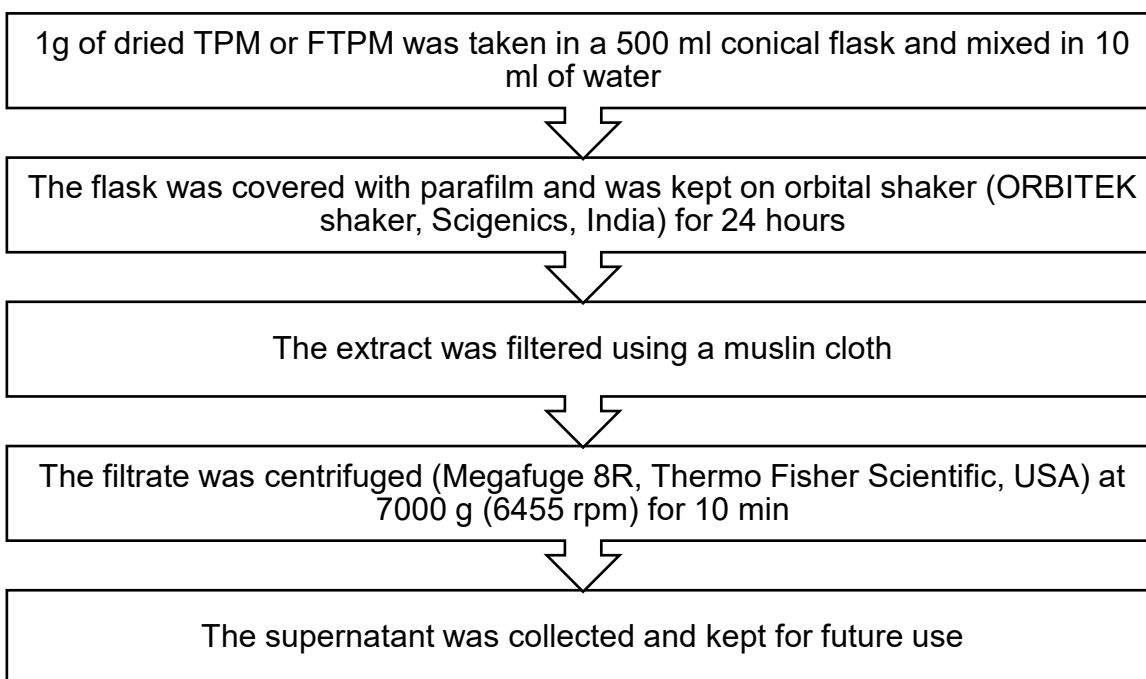 1g of dried TPM or FTPM was taken in a 500 ml conical flask and mixed in 10
ml of water
The flask was covered with parafilm and was kept on orbital shaker (ORBITEK
shaker, Scigenics, India) for 24 hours
The extract was filtered using a muslin cloth
The filtrate was centrifuged (Megafuge 8R, Thermo Fisher Scientific, USA) at
7000 g (6455 rpm) for 10 min
The supernatant was collected and kept for future use